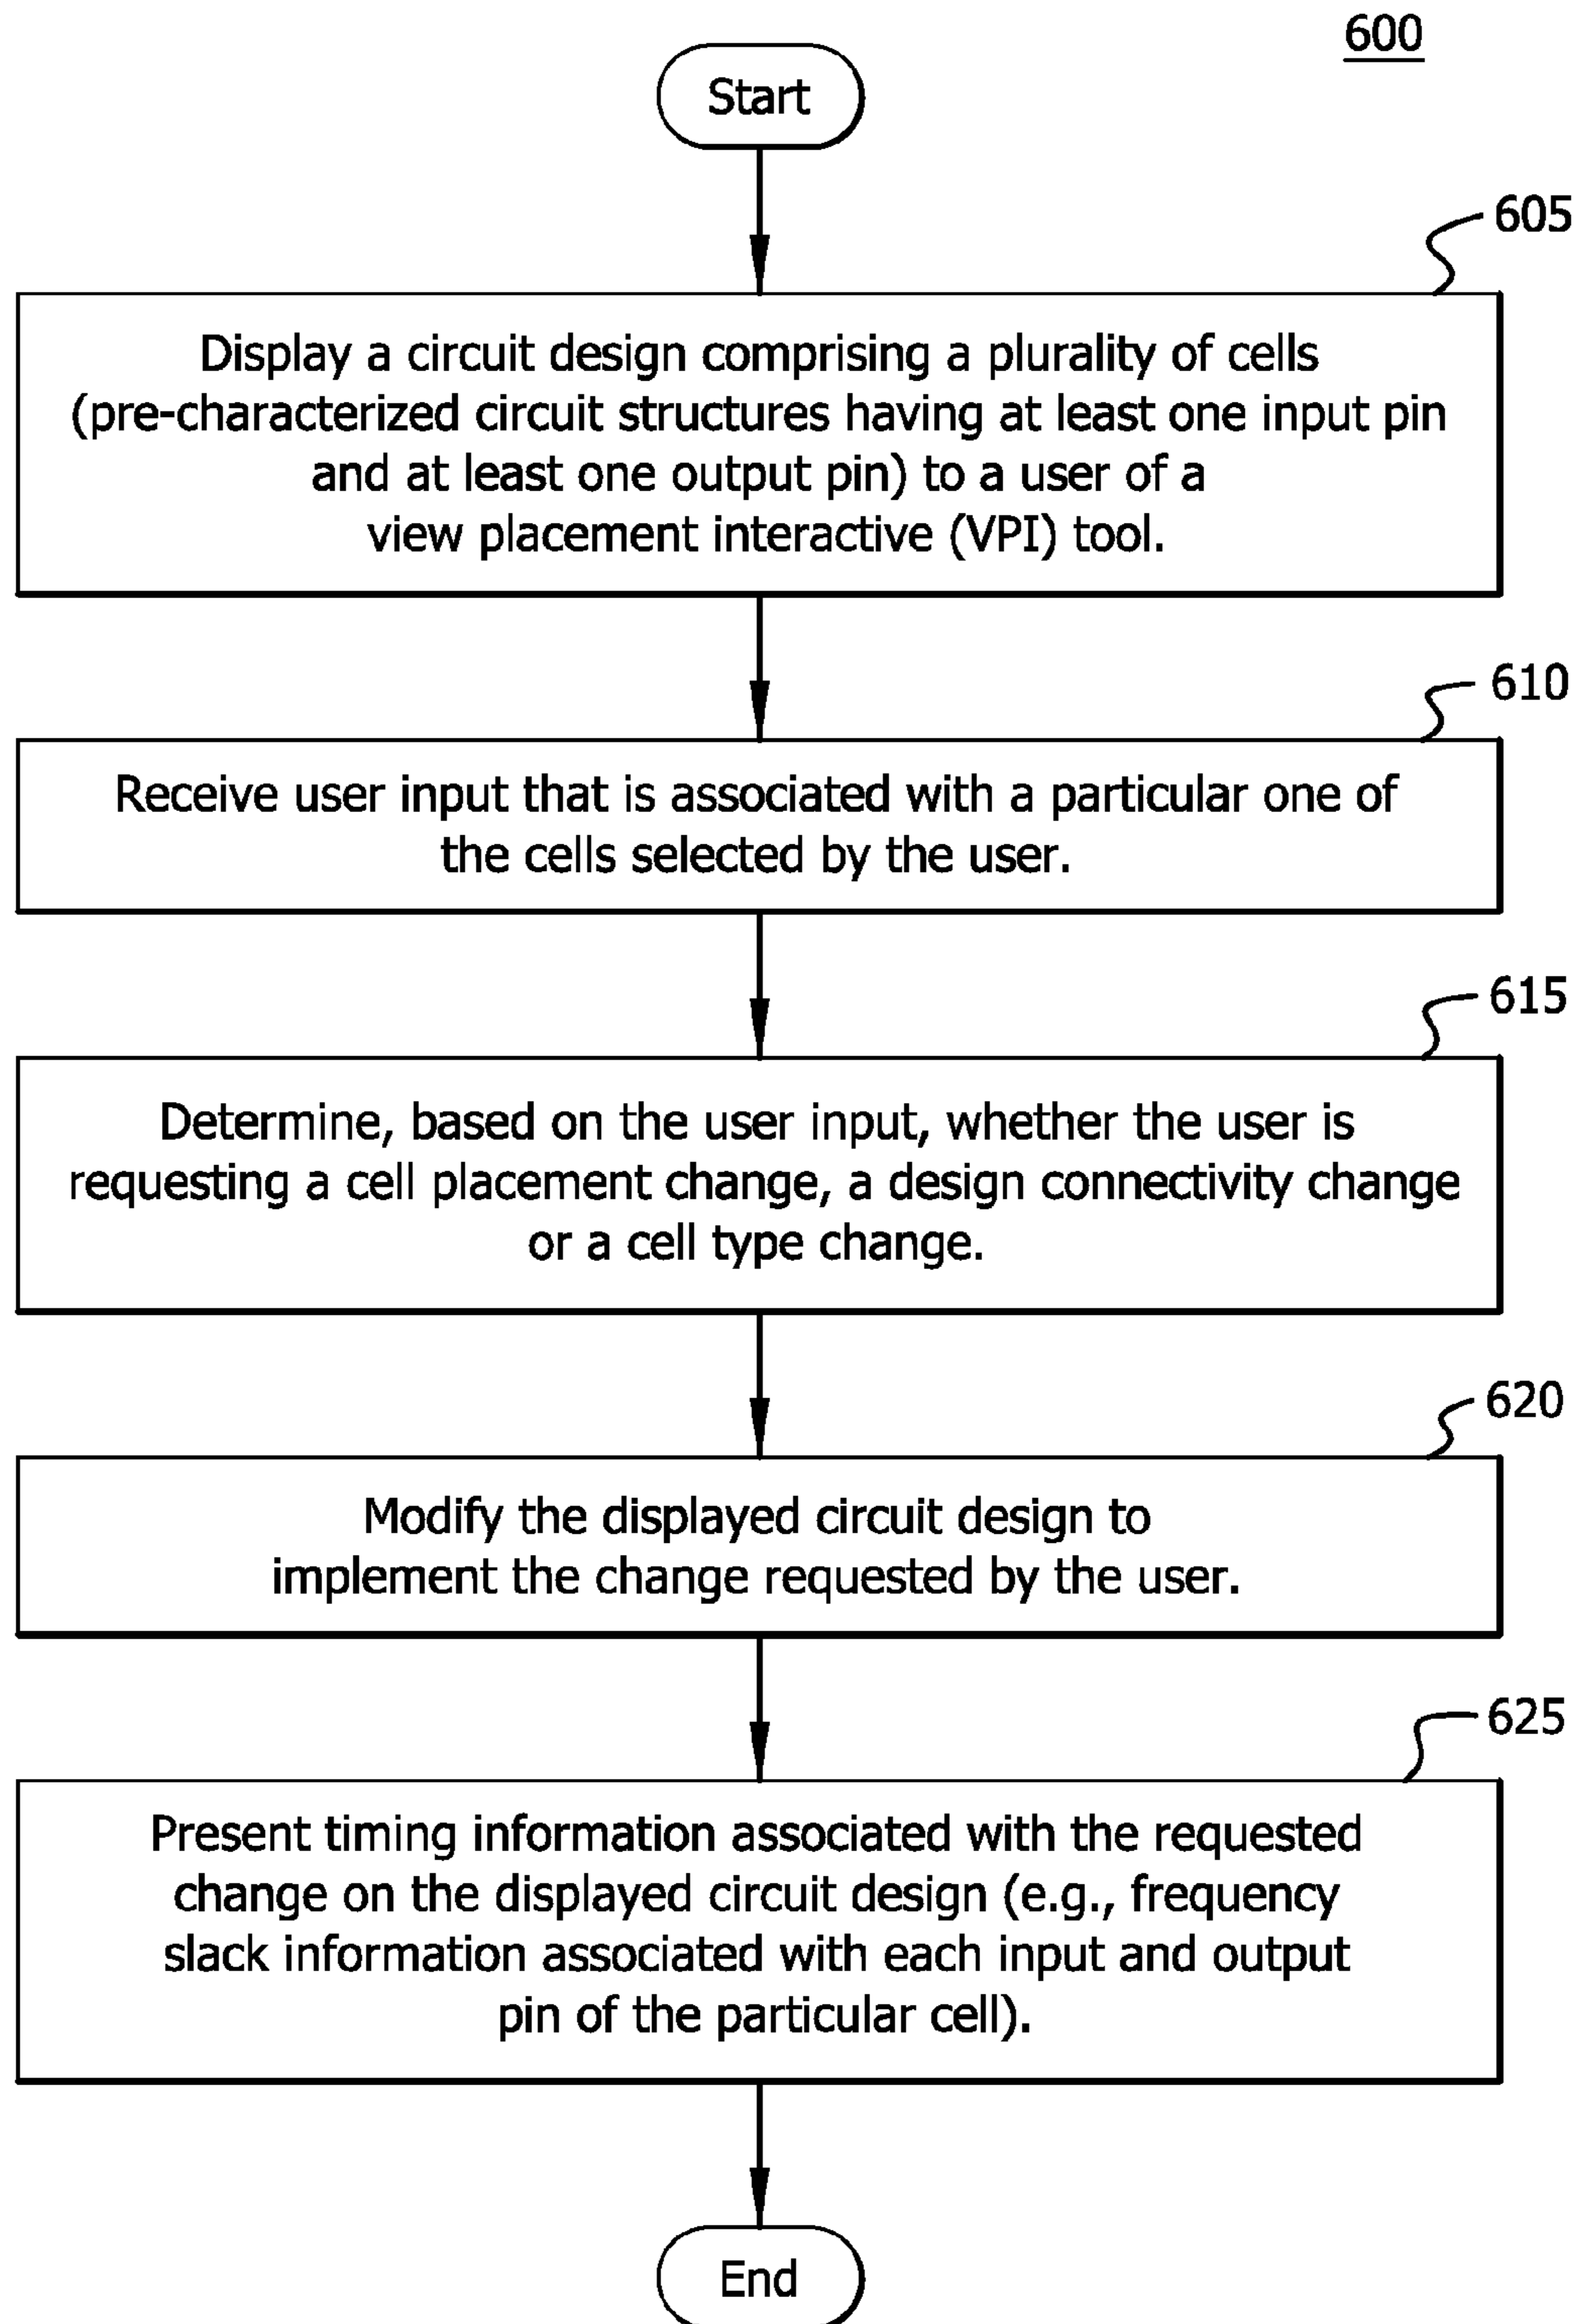 600
Start
605
Display a circuit design comprising a plurality of cells
(pre-characterized circuit structures having at least one input pin
and at least one output pin) to a user of a
view placement interactive (VPI) tool.
610
Receive user input that is associated with a particular one of
the cells selected by the user.
615
Determine, based on the user input, whether the user is
requesting a cell placement change, a design connectivity change
or a cell type change.
620
Modify the displayed circuit design to
implement the change requested by the user.
625
Present timing information associated with the requested
change on the displayed circuit design (e.g., frequency
slack information associated with each input and output
pin of the particular cell).
End